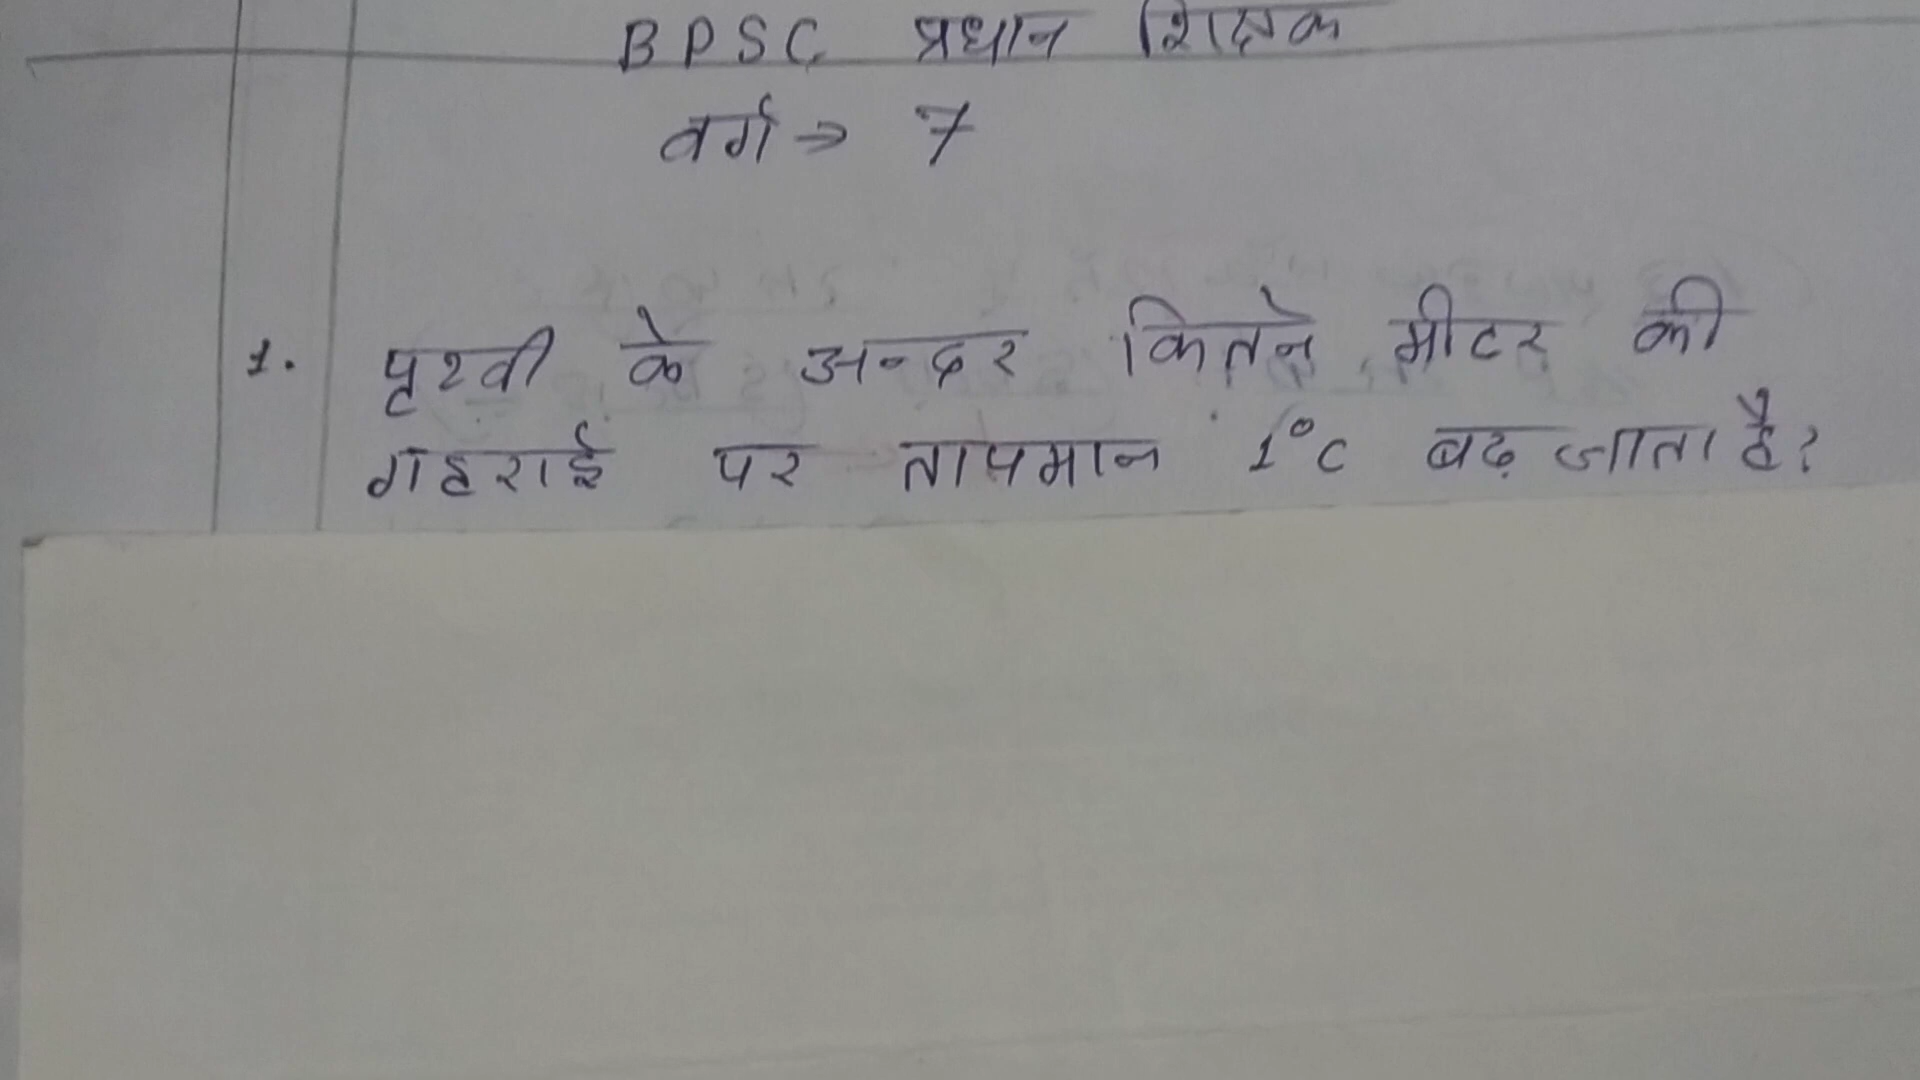 BPSC प्रधान शिक्षक
वर्ग → 7
1. पृथ्वी के अन्दर कितने मीटर की
गहराई पर तापमान 1°C बढ़ जाता है?